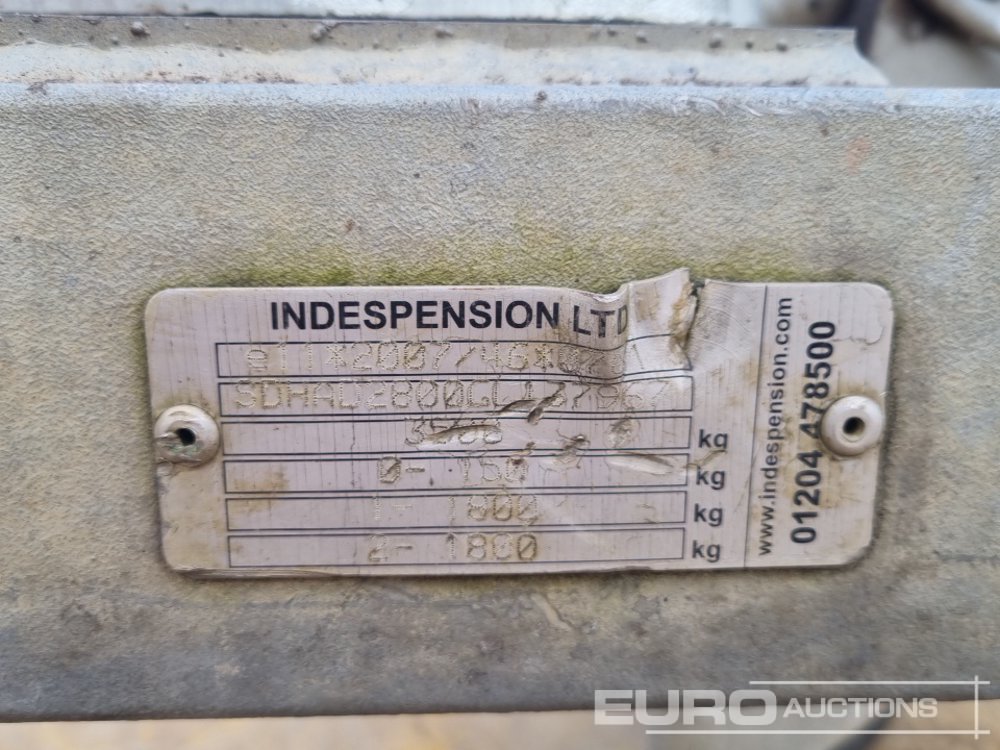 INDESPENSION LTD
kg
0- 150 kg
1- 1800 kg
2- 1800 kg
www.indespension.com
01204 478500
EURO AUCTIONS